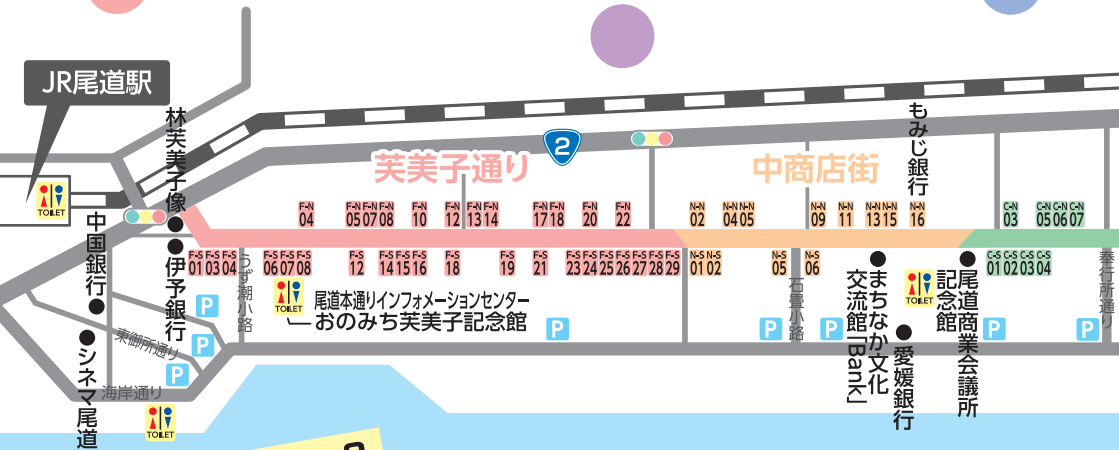 JR尾道駅
林芙美子像
2
もみじ銀行
芙美子通り
中商店街
TOILET
中国銀行
F-N 04
F-N 05
F-N 07
F-N 08
F-N 10
F-N 12
F-N 13
F-N 14
F-N 17
F-N 18
F-N 20
F-N 22
N-N 02
N-N 04
N-N 05
N-N 09
N-N 11
N-N 13
N-N 15
N-N 16
C-N 03
C-N 05
C-N 06
C-N 07
F-S 01
F-S 03
F-S 04
F-S 06
F-S 07
F-S 08
F-S 12
F-S 14
F-S 15
F-S 16
F-S 18
F-S 19
F-S 21
F-S 23
F-S 24
F-S 25
F-S 26
F-S 27
F-S 28
F-S 29
N-S 01
N-S 02
N-S 05
N-S 06
C-S 01
C-S 02
C-S 03
C-S 04
伊予銀行
うず潮小路
TOILET
尾道本通りインフォメーションセンター
おのみち芙美子記念館
石畳小路
まちなか文化
交流館「Bank」
TOILET
尾道商業会議所
記念館
奉行所通り
愛媛銀行
P
P
P
P
P
P
P
P
シネマ尾道
東御所通り
海岸通り
TOILET